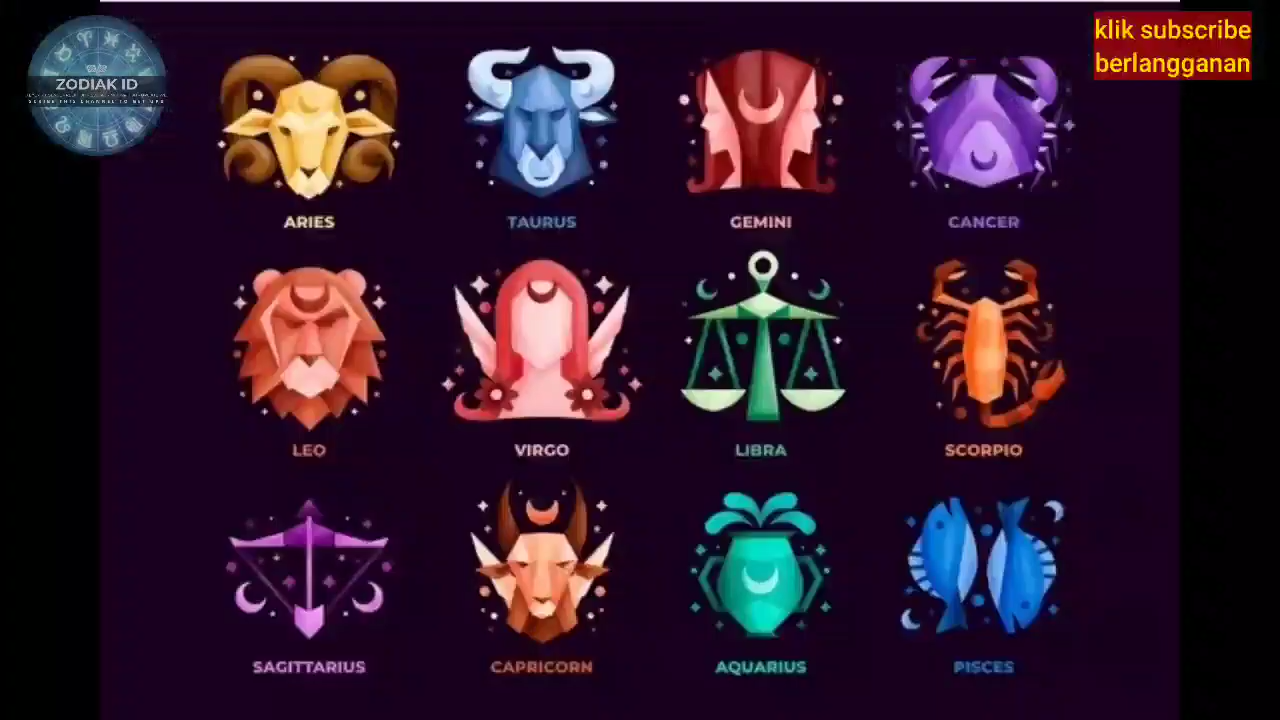 klik subscribe
berlangganan
ZODIAK ID
ARIES
TAURUS
GEMINI
CANCER
LEO
VIRGO
LIBRA
SCORPIO
SAGITTARIUS
CAPRICORN
AQUARIUS
PISCES